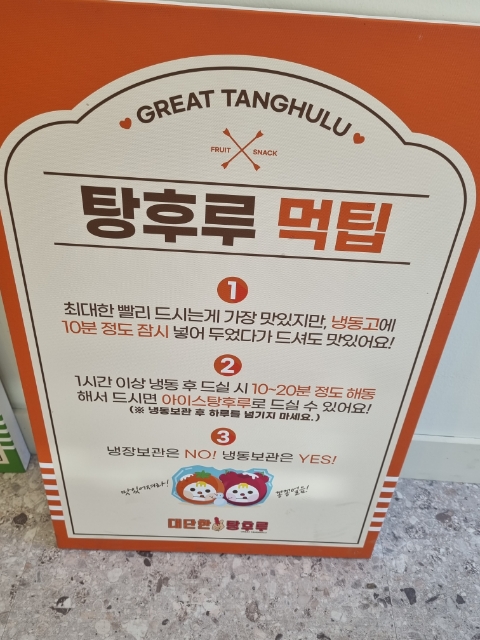 GREAT TANGHULU
FRUIT SNACK
탕후루 먹팁
1
최대한 빨리 드시는게 가장 맛있지만, 냉동고에
10분 정도 잠시 넣어 두었다가 드셔도 맛있어요!
2
1시간 이상 냉동 후 드실 시 10~20분 정도 해동
해서 드시면 아이스탕후루로 드실 수 있어요!
(※ 냉동보관 후 하루를 넘기지 마세요.)
3
냉장보관은 NO! 냉동보관은 YES!
맛있어져라!
대단한 탕후루